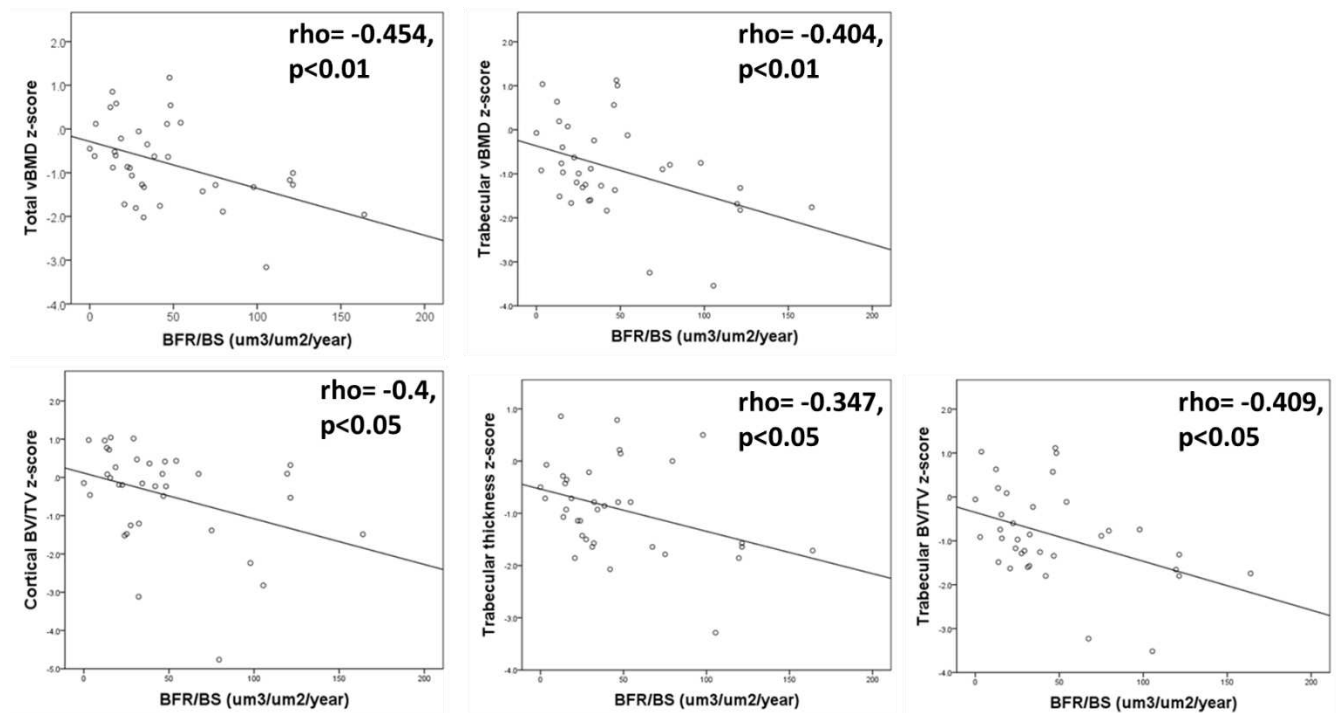 rho= -0.454,
p<0.01
Total vBMD z-score
2.0
1.0
.0
-1.0
-2.0
-3.0
-4.0
0 50 100 150 200
BFR/BS (um3/um2/year)
rho= -0.404,
p<0.01
Trabecular vBMD z-score
2.0
1.0
.0
-1.0
-2.0
-3.0
-4.0
0 50 100 150 200
BFR/BS (um3/um2/year)
rho= -0.4,
p<0.05
Cortical BV/TV z-score
2.0
1.0
.0
-1.0
-2.0
-3.0
-4.0
-5.0
0 50 100 150 200
BFR/BS (um3/um2/year)
rho= -0.347,
p<0.05
Trabecular thickness z-score
1.0
.0
-1.0
-2.0
-3.0
-4.0
0 50 100 150 200
BFR/BS (um3/um2/year)
rho= -0.409,
p<0.05
Trabecular BV/TV z-score
2.0
1.0
.0
-1.0
-2.0
-3.0
-4.0
0 50 100 150 200
BFR/BS (um3/um2/year)